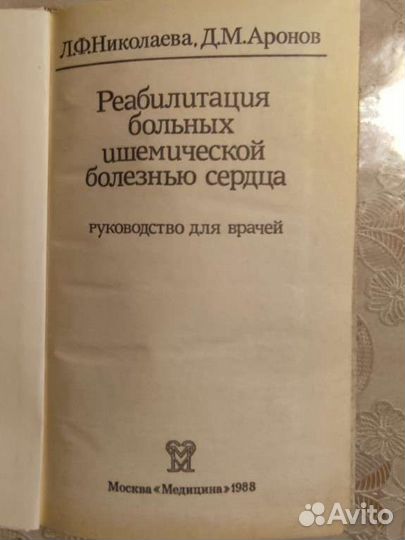 Л.Ф.Николаева, Д.М.Аронов
Реабилитация
больных
ишемической
болезнью сердца
руководство для врачей
Москва «Медицина» 1988
Avito